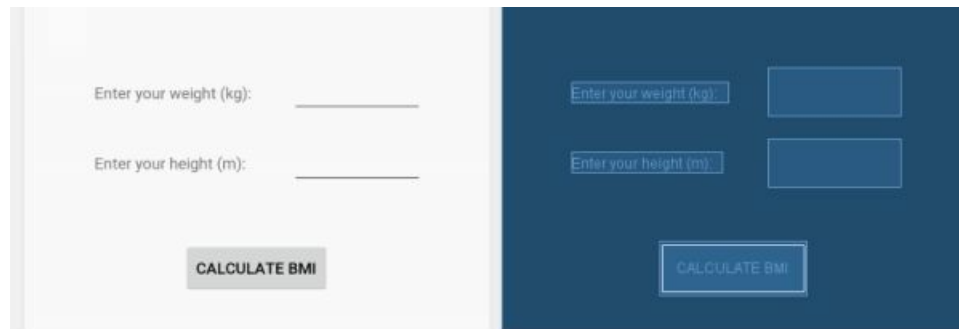 Enter your weight (kg):
Enter your height (m):
CALCULATE BMI
Enter your weight (kg):
Enter your height (m):
CALCULATE BMI